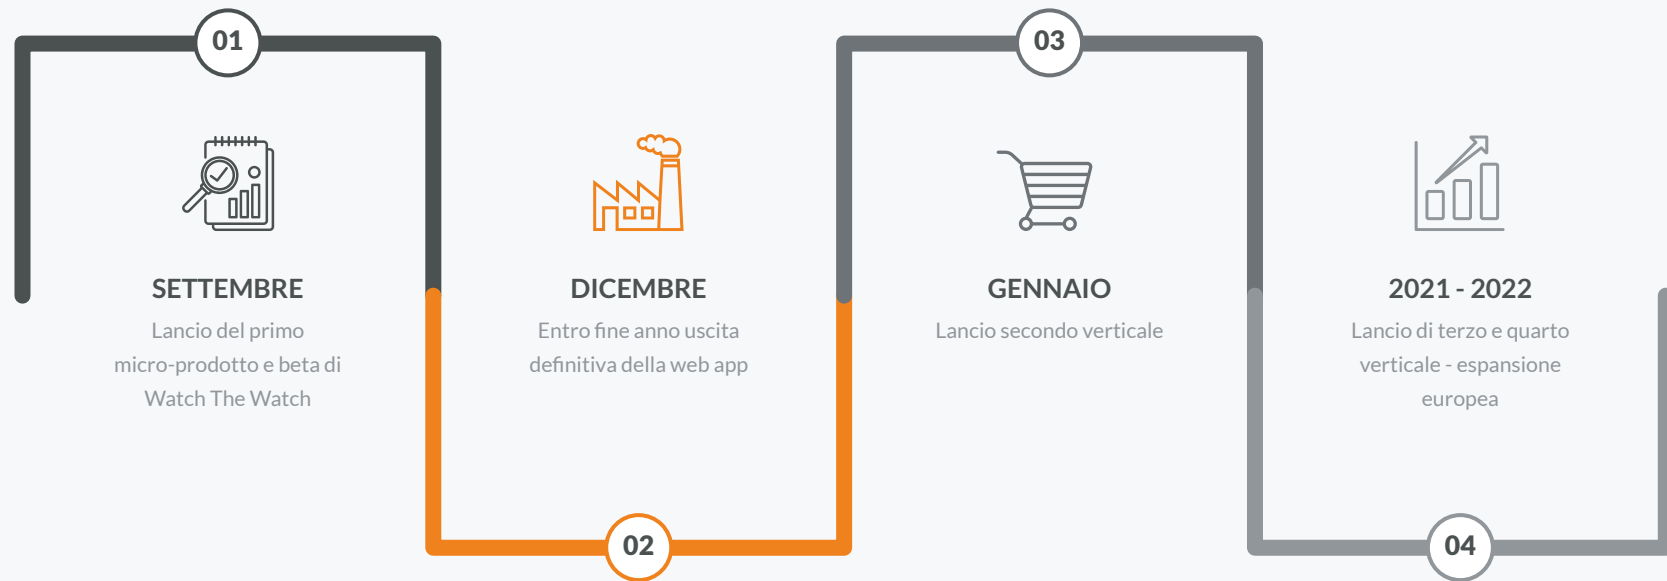 01
SETTEMBRE
Lancio del primo
micro-prodotto e beta di
Watch The Watch
02
DICEMBRE
Entro fine anno uscita
definitiva della web app
03
GENNAIO
Lancio secondo verticale
04
2021 - 2022
Lancio di terzo e quarto
verticale - espansione
europea